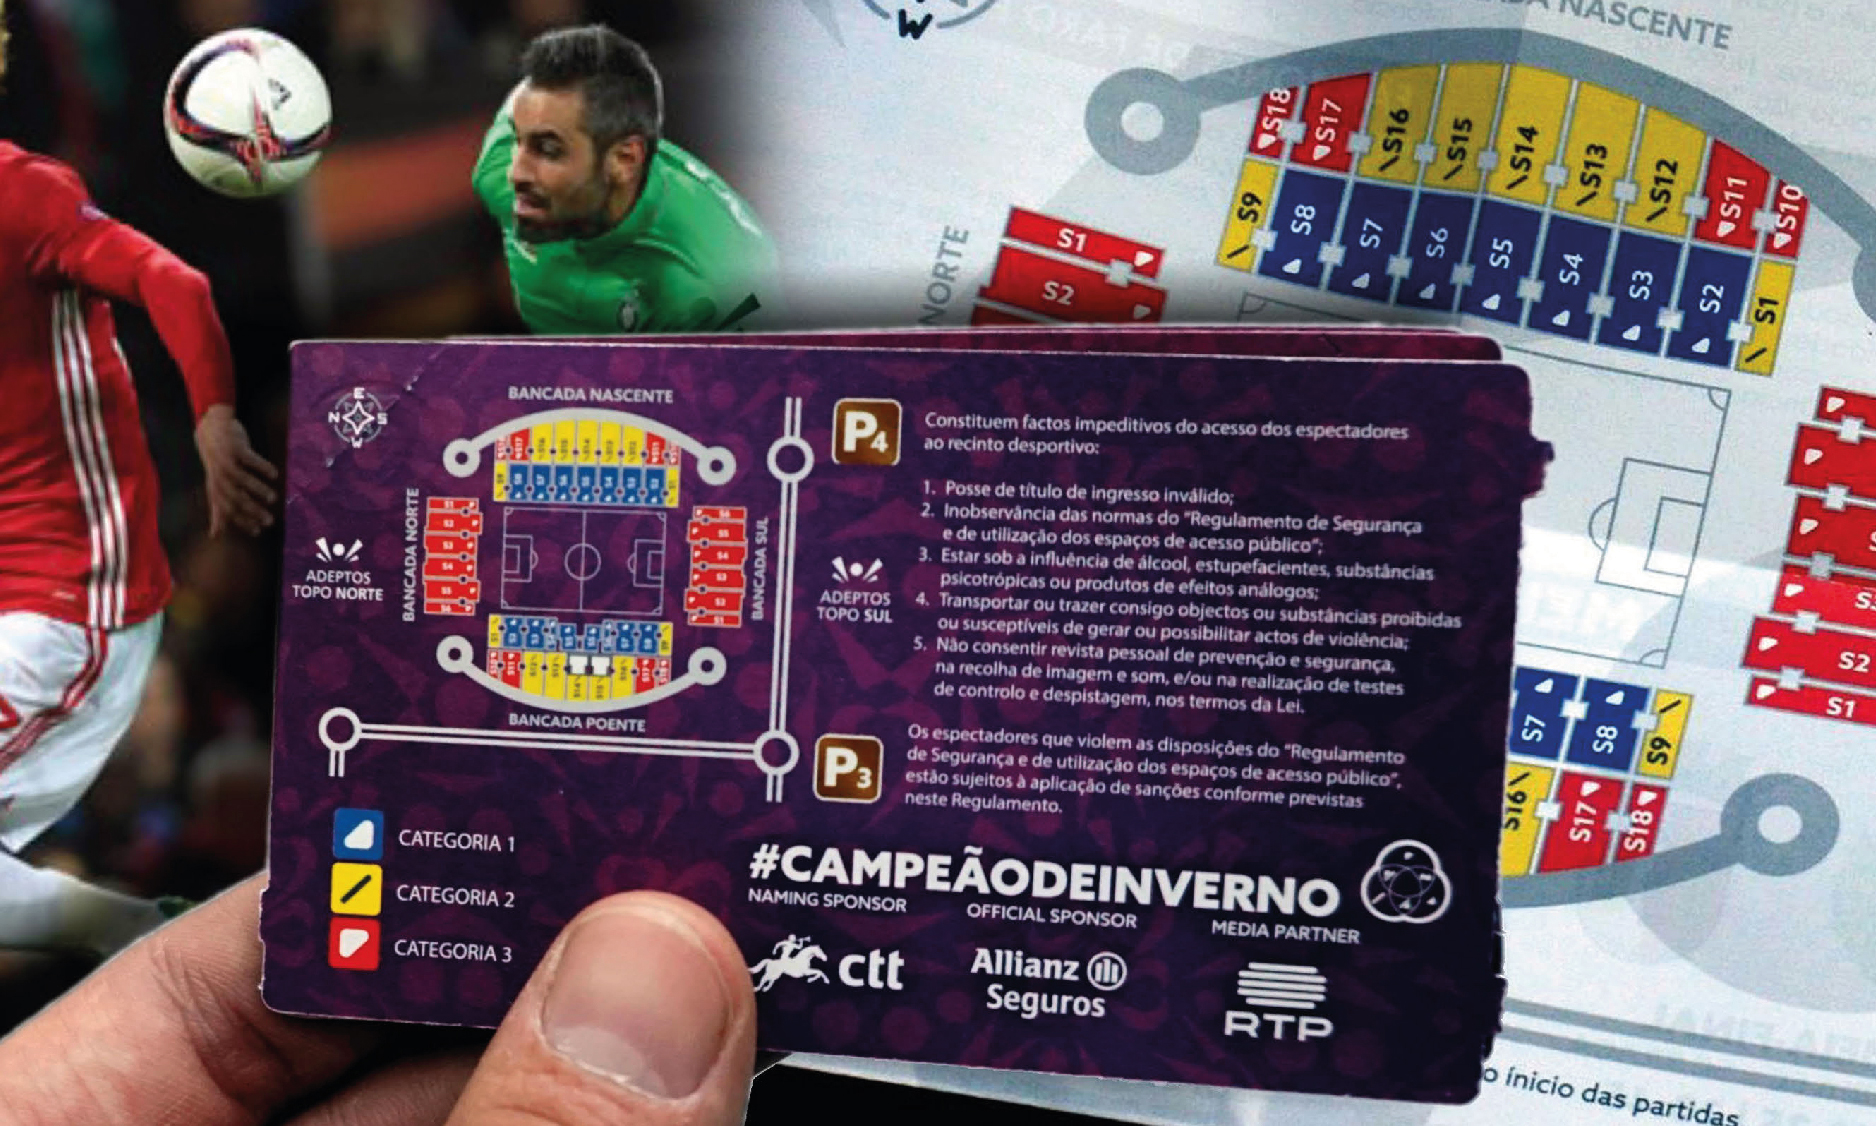 W
BANCADA NASCENTE
NASCENTE
S18
S17
S16
S15
S14
S13
S12
S11
S10
S9
S8
S7
S6
S5
S4
S3
S2
S1
NORTE
S1
S2
S2
S1
S7
S8
S9
S16
S17
S18
o ínicio das partidas
E
N S
W
BANCADA NORTE
BANCADA SUL
BANCADA POENTE
ADEPTOS
TOPO NORTE
ADEPTOS
TOPO SUL
CATEGORIA 1
CATEGORIA 2
CATEGORIA 3
P4
Constituem factos impeditivos do acesso dos espectadores
ao recinto desportivo:
1. Posse de título de ingresso inválido;
2. Inobservância das normas do "Regulamento de Segurança
e de utilização dos espaços de acesso público";
3. Estar sob a influência de álcool, estupefacientes, substâncias
psicotrópicas ou produtos de efeitos análogos;
4. Transportar ou trazer consigo objectos ou substâncias proibidas
ou susceptíveis de gerar ou possibilitar actos de violência;
5. Não consentir revista pessoal de prevenção e segurança,
na recolha de imagem e som, e/ou na realização de testes
de controlo e despistagem, nos termos da Lei.
P3
Os espectadores que violem as disposições do "Regulamento
de Segurança e de utilização dos espaços de acesso público",
estão sujeitos à aplicação de sanções conforme previstas
neste Regulamento.
#CAMPEÃODEINVERNO
NAMING SPONSOR
OFFICIAL SPONSOR
MEDIA PARTNER
ctt
Allianz
Seguros
RTP